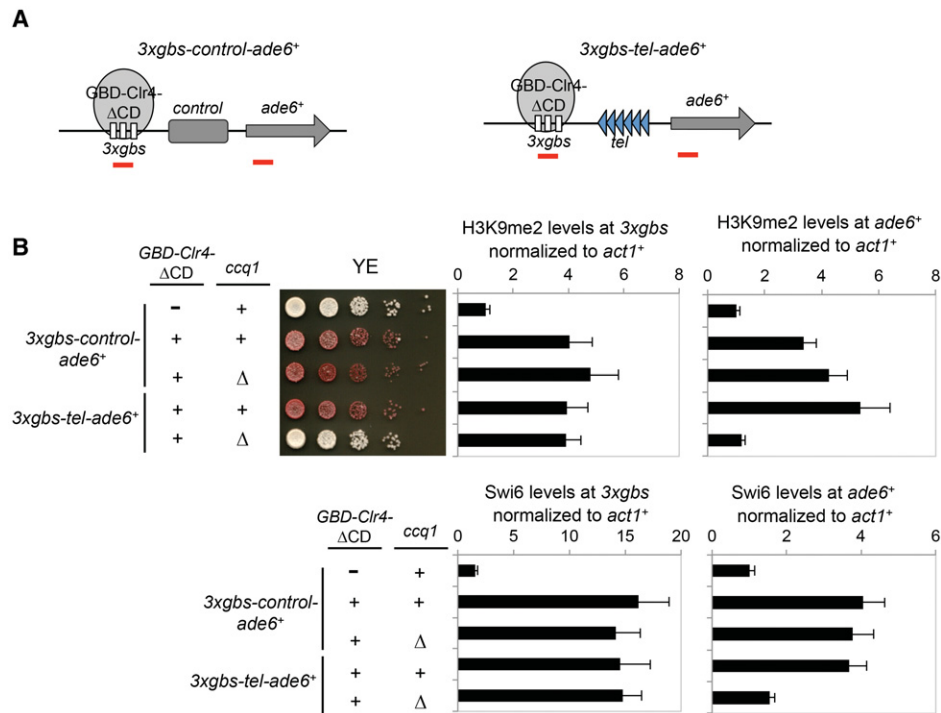 A
3xgbs-control-ade6+
GBD-Clr4-
ΔCD
control
ade6+
3xgbs
3xgbs-tel-ade6+
GBD-Clr4-
ΔCD
ade6+
3xgbs
tel
B
GBD-Clr4-
ΔCD
ccq1
YE
H3K9me2 levels at 3xgbs
normalized to act1+
0 2 4 6 8
H3K9me2 levels at ade6+
normalized to act1+
0 2 4 6 8
3xgbs-control-
ade6+
- +
+ +
+ Δ
3xgbs-tel-ade6+
+ +
+ Δ
GBD-Clr4-
ΔCD
ccq1
Swi6 levels at 3xgbs
normalized to act1+
0 5 10 15 20
Swi6 levels at ade6+
normalized to act1+
0 2 4 6
3xgbs-control-
ade6+
- +
+ +
+ Δ
3xgbs-tel-ade6+
+ +
+ Δ